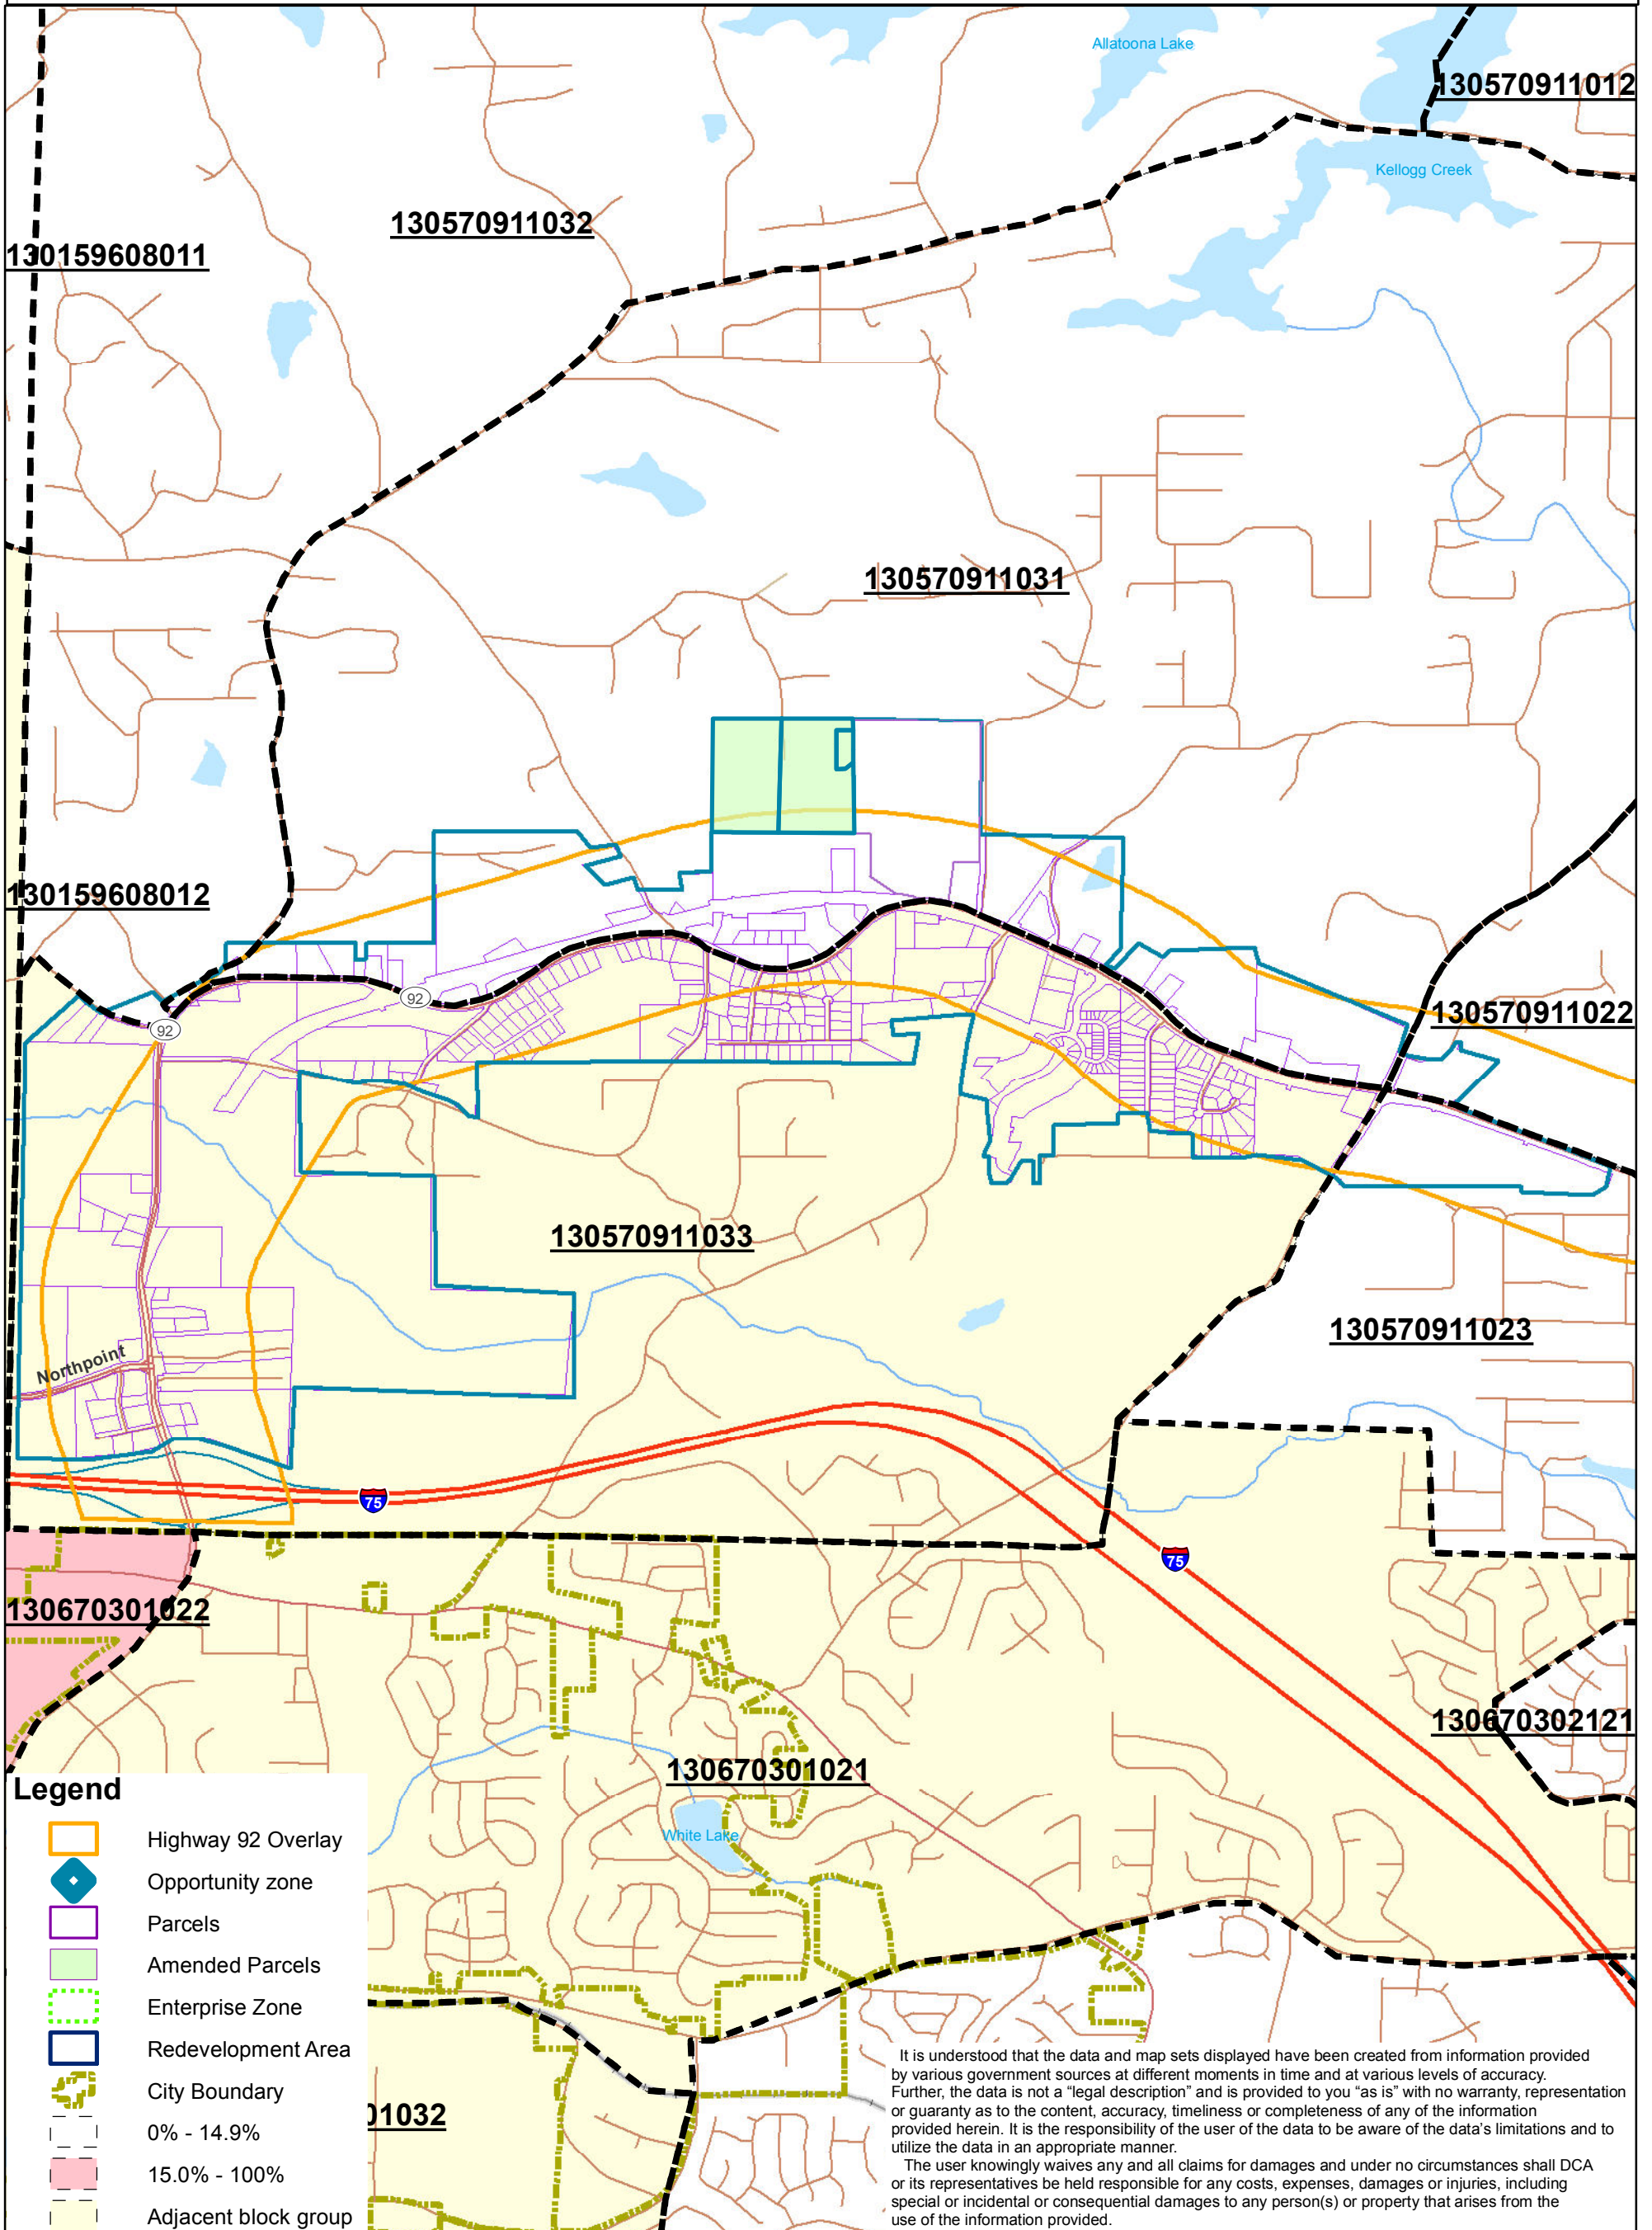 Allatoona Lake
130570911012
Kellogg Creek
130570911032
130159608011
130570911031
130159608012
92
92
130570911022
130570911033
130570911023
Northpoint
75
75
130670301022
130670302121
130670301021
White Lake
01032
Legend
Highway 92 Overlay
Opportunity zone
Parcels
Amended Parcels
Enterprise Zone
Redevelopment Area
City Boundary
0% - 14.9%
15.0% - 100%
Adjacent block group
It is understood that the data and map sets displayed have been created from information provided
by various government sources at different moments in time and at various levels of accuracy.
Further, the data is not a “legal description” and is provided to you “as is” with no warranty, representation
or guaranty as to the content, accuracy, timeliness or completeness of any of the information
provided herein. It is the responsibility of the user of the data to be aware of the data’s limitations and to
utilize the data in an appropriate manner.
The user knowingly waives any and all claims for damages and under no circumstances shall DCA
or its representatives be held responsible for any costs, expenses, damages or injuries, including
special or incidental or consequential damages to any person(s) or property that arises from the
use of the information provided.